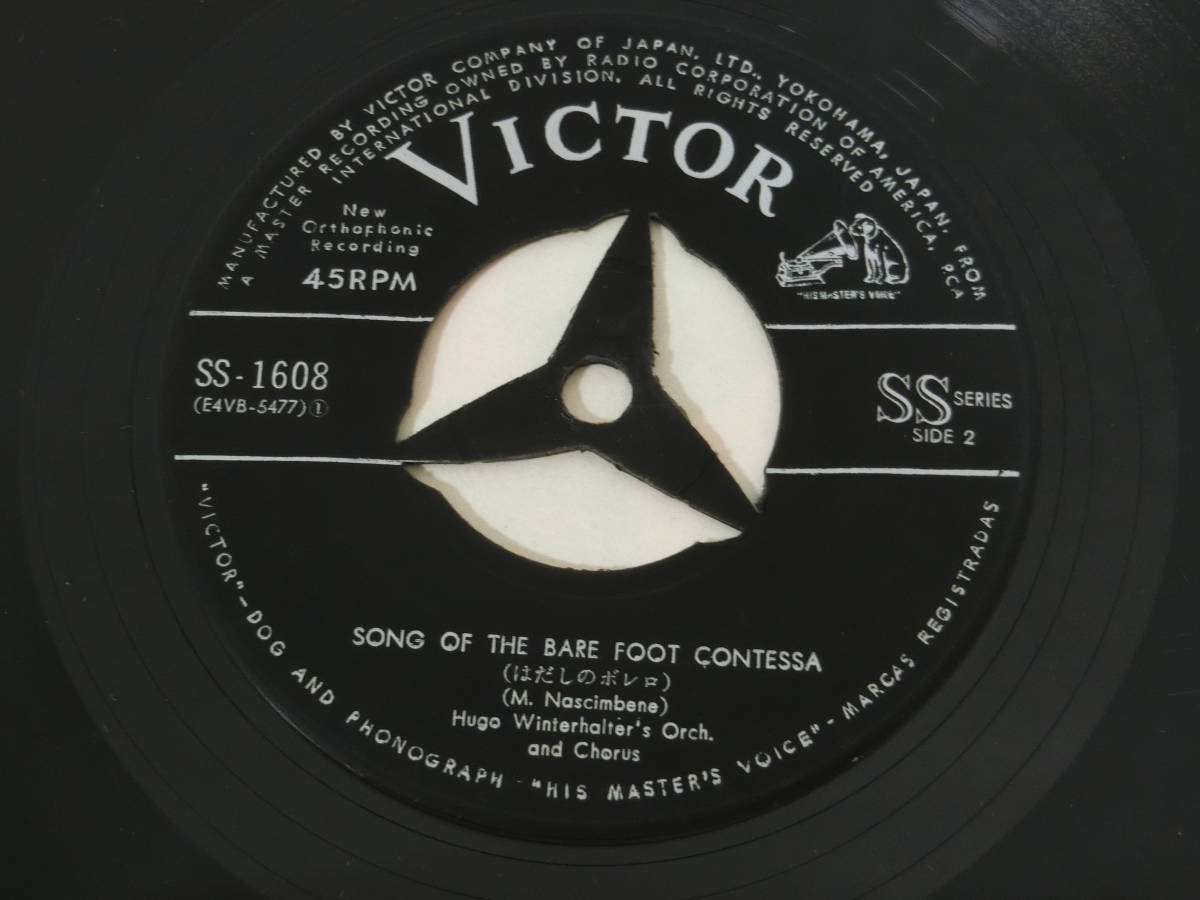 MANUFACTURED BY VICTOR COMPANY OF JAPAN, LTD., YOKOHAMA, JAPAN, FROM
A MASTER RECORDING OWNED BY RADIO CORPORATION OF AMERICA, RCA
INTERNATIONAL DIVISION, ALL RIGHTS RESERVED
VICTOR
New
Orthophonic
Recording
45RPM
"HIS MASTER'S VOICE"
SS-1608
(E4VB-5477)①
SS SERIES
SIDE 2
SONG OF THE BARE FOOT CONTESSA
(はだしのボレロ)
(M. Nascimbene)
Hugo Winterhalter's Orch.
and Chorus
"VICTOR"-DOG AND PHONOGRAPH-"HIS MASTER'S VOICE"-MARCAS REGISTRADAS